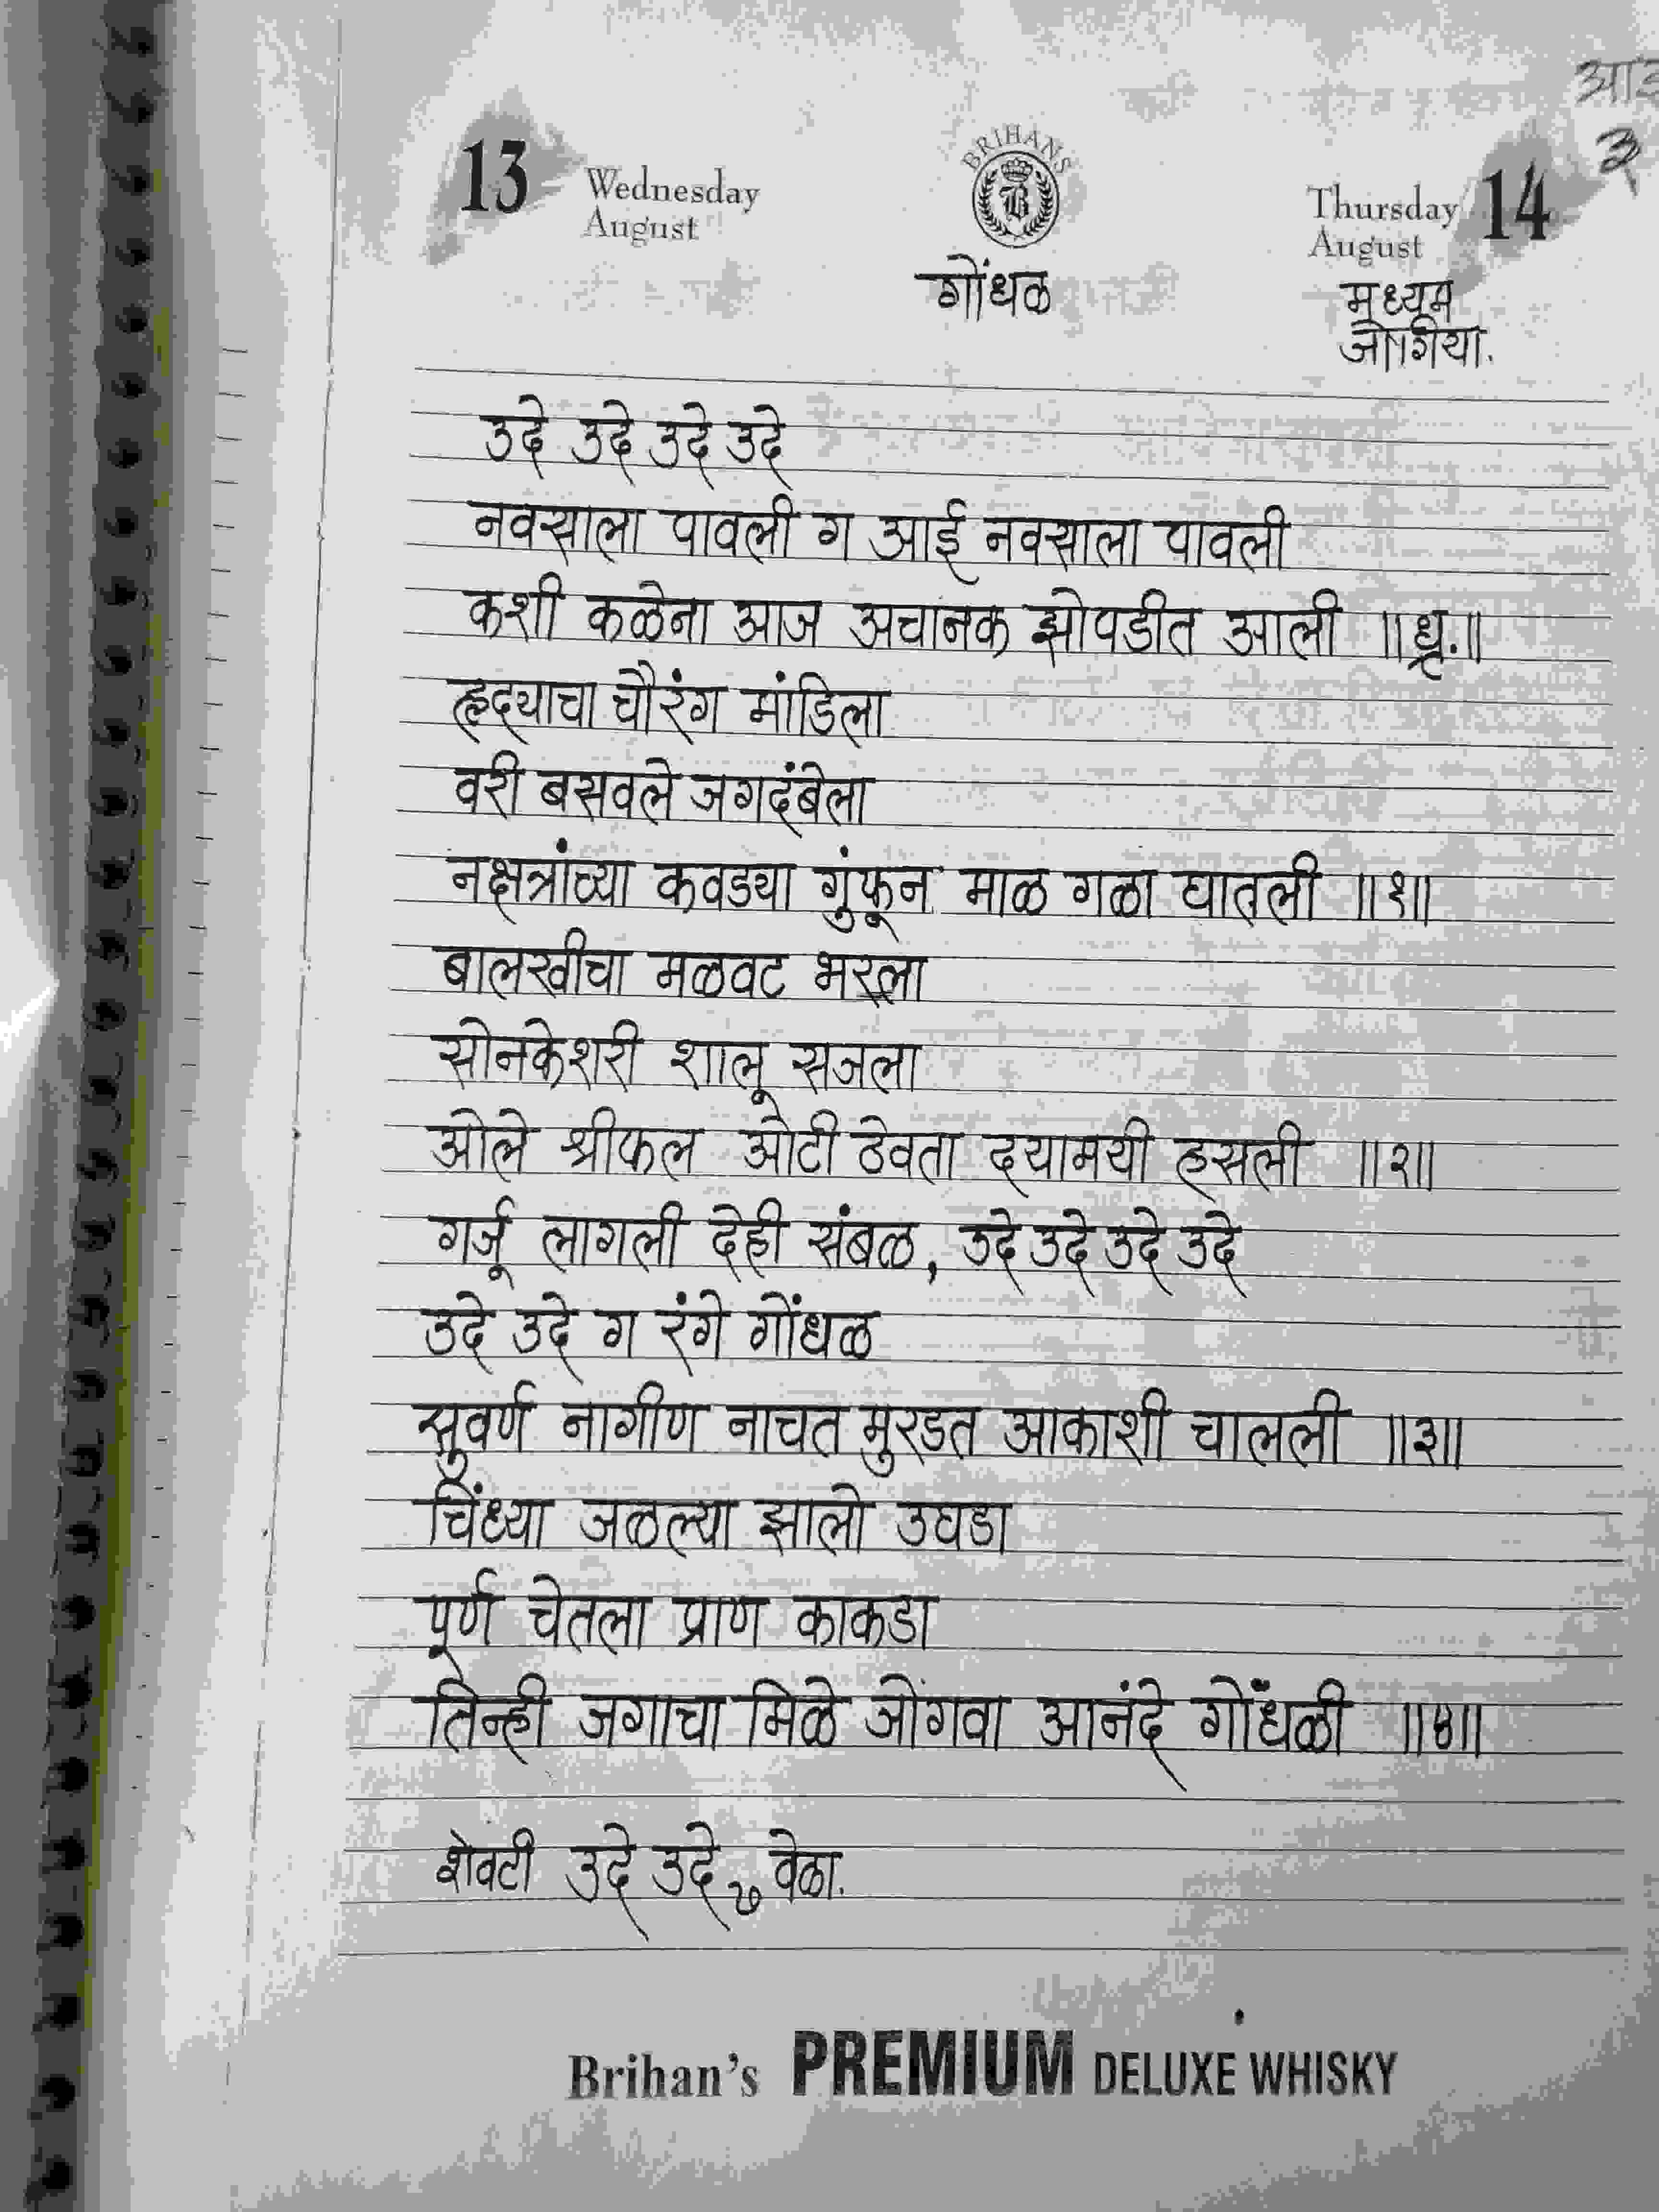 आई
३
13 Wednesday August
BRIHANS
B
Thursday August 14
गोंधळ
मध्यम
जोगिया.
उदे उदे उदे उदे
नवसाला पावली ग आई नवसाला पावली
कशी कळेना आज अचानक झोपडीत आली ॥ध्रृ.॥
हृदयाचा चौरंग मांडिला
वरी बसवले जगदंबेला
नक्षत्रांच्या कवड्या गुंफून माळ गळा घातली ॥१॥
बालरवीचा मळवट भरला
सोनकेशरी शालू सजला
ओले श्रीफल ओटी ठेवता दयामयी हसली ॥२॥
गर्जू लागली देही संबळ, उदे उदे उदे उदे
उदे उदे ग रंगे गोंधळ
सुवर्ण नागीण नाचत मुरडत आकाशी चालली ॥३॥
चिंध्या जळल्या झालो उघडा
पूर्ण चेतला प्राण काकडा
तिन्ही जगाचा मिळे जोगवा आनंदे गोंधळी ॥४॥
शेवटी उदे उदे ७ वेळा.
Brihan's PREMIUM DELUXE WHISKY